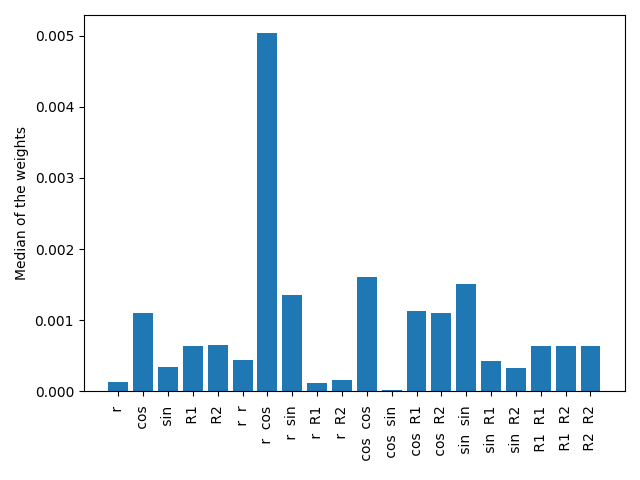 0.005
0.004
0.003
0.002
0.001
0.000
Median of the weights
r
cos
sin
R1
R2
r r
r cos
r sin
r R1
r R2
cos cos
cos sin
cos R1
cos R2
sin sin
sin R1
sin R2
R1 R1
R1 R2
R2 R2